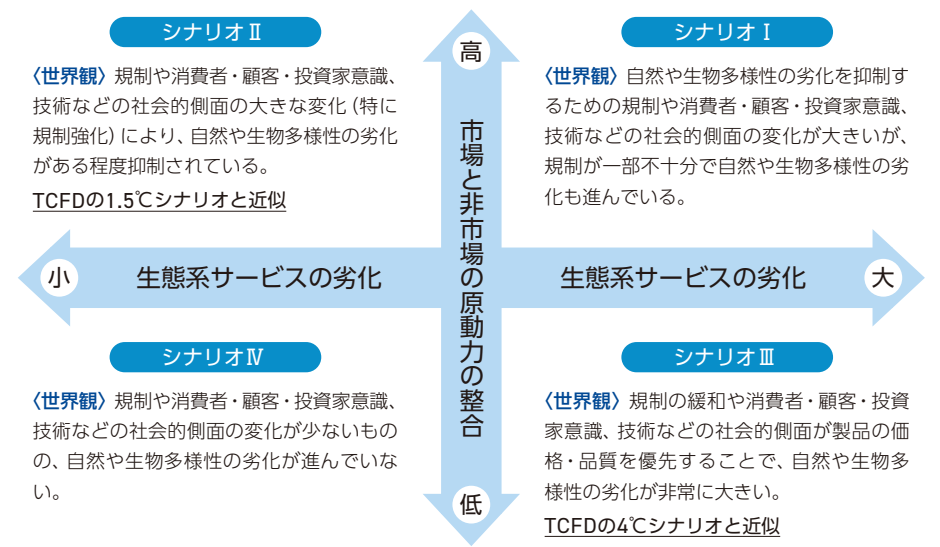 シナリオⅡ
〈世界観〉規制や消費者・顧客・投資家意識、
技術などの社会的側面の大きな変化（特に
規制強化）により、自然や生物多様性の劣化
がある程度抑制されている。
TCFDの1.5℃シナリオと近似
高
市場と非市場の原動力の整合
低
シナリオⅠ
〈世界観〉自然や生物多様性の劣化を抑制す
るための規制や消費者・顧客・投資家意識、
技術などの社会的側面の変化が大きいが、
規制が一部不十分で自然や生物多様性の劣
化も進んでいる。
小
生態系サービスの劣化
生態系サービスの劣化
大
シナリオⅣ
〈世界観〉規制や消費者・顧客・投資家意識、
技術などの社会的側面の変化が少ないもの
の、自然や生物多様性の劣化が進んでいな
い。
シナリオⅢ
〈世界観〉規制の緩和や消費者・顧客・投資
家意識、技術などの社会的側面が製品の価
格・品質を優先することで、自然や生物多
様性の劣化が非常に大きい。
TCFDの4℃シナリオと近似